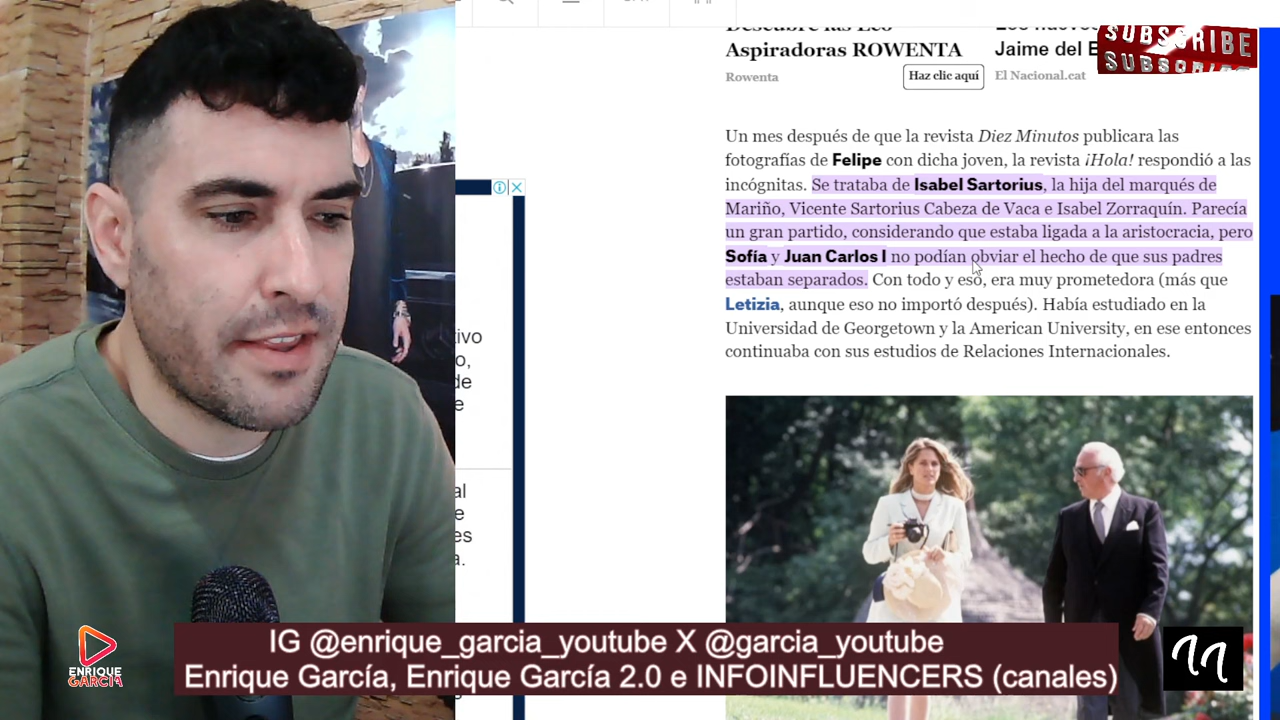 Descubre las Leo
Aspiradoras ROWENTA
Rowenta
Haz clic aquí
Jaime del
El Nacional.cat
SUBSCRIBE
SUBSCRIBE
Un mes después de que la revista Diez Minutos publicara las
fotografías de Felipe con dicha joven, la revista ¡Hola! respondió a las
incógnitas. Se trataba de Isabel Sartorius, la hija del marqués de
Mariño, Vicente Sartorius Cabeza de Vaca e Isabel Zorraquín. Parecía
un gran partido, considerando que estaba ligada a la aristocracia, pero
Sofía y Juan Carlos I no podían obviar el hecho de que sus padres
estaban separados. Con todo y eso, era muy prometedora (más que
Letizia, aunque eso no importó después). Había estudiado en la
Universidad de Georgetown y la American University, en ese entonces
continuaba con sus estudios de Relaciones Internacionales.
ENRIQUE
GARCÍA
IG @enrique_garcia_youtube X @garcia_youtube
Enrique García, Enrique García 2.0 e INFOINFLUENCERS (canales)